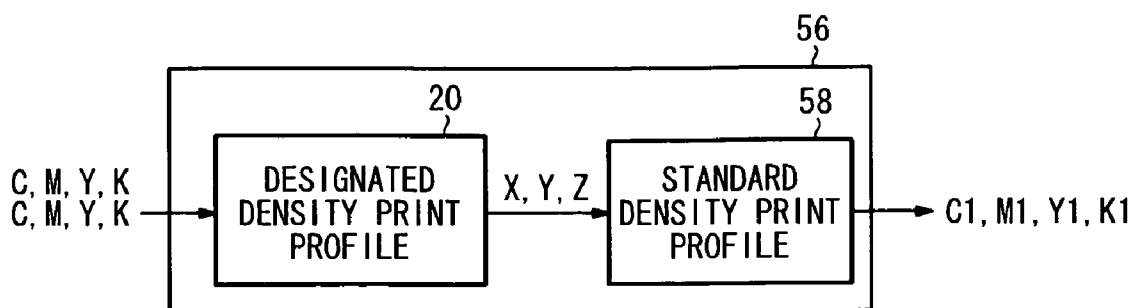 56
20
58
C, M, Y, K
C, M, Y, K
DESIGNATED
DENSITY PRINT
PROFILE
X, Y, Z
STANDARD
DENSITY PRINT
PROFILE
C1, M1, Y1, K1